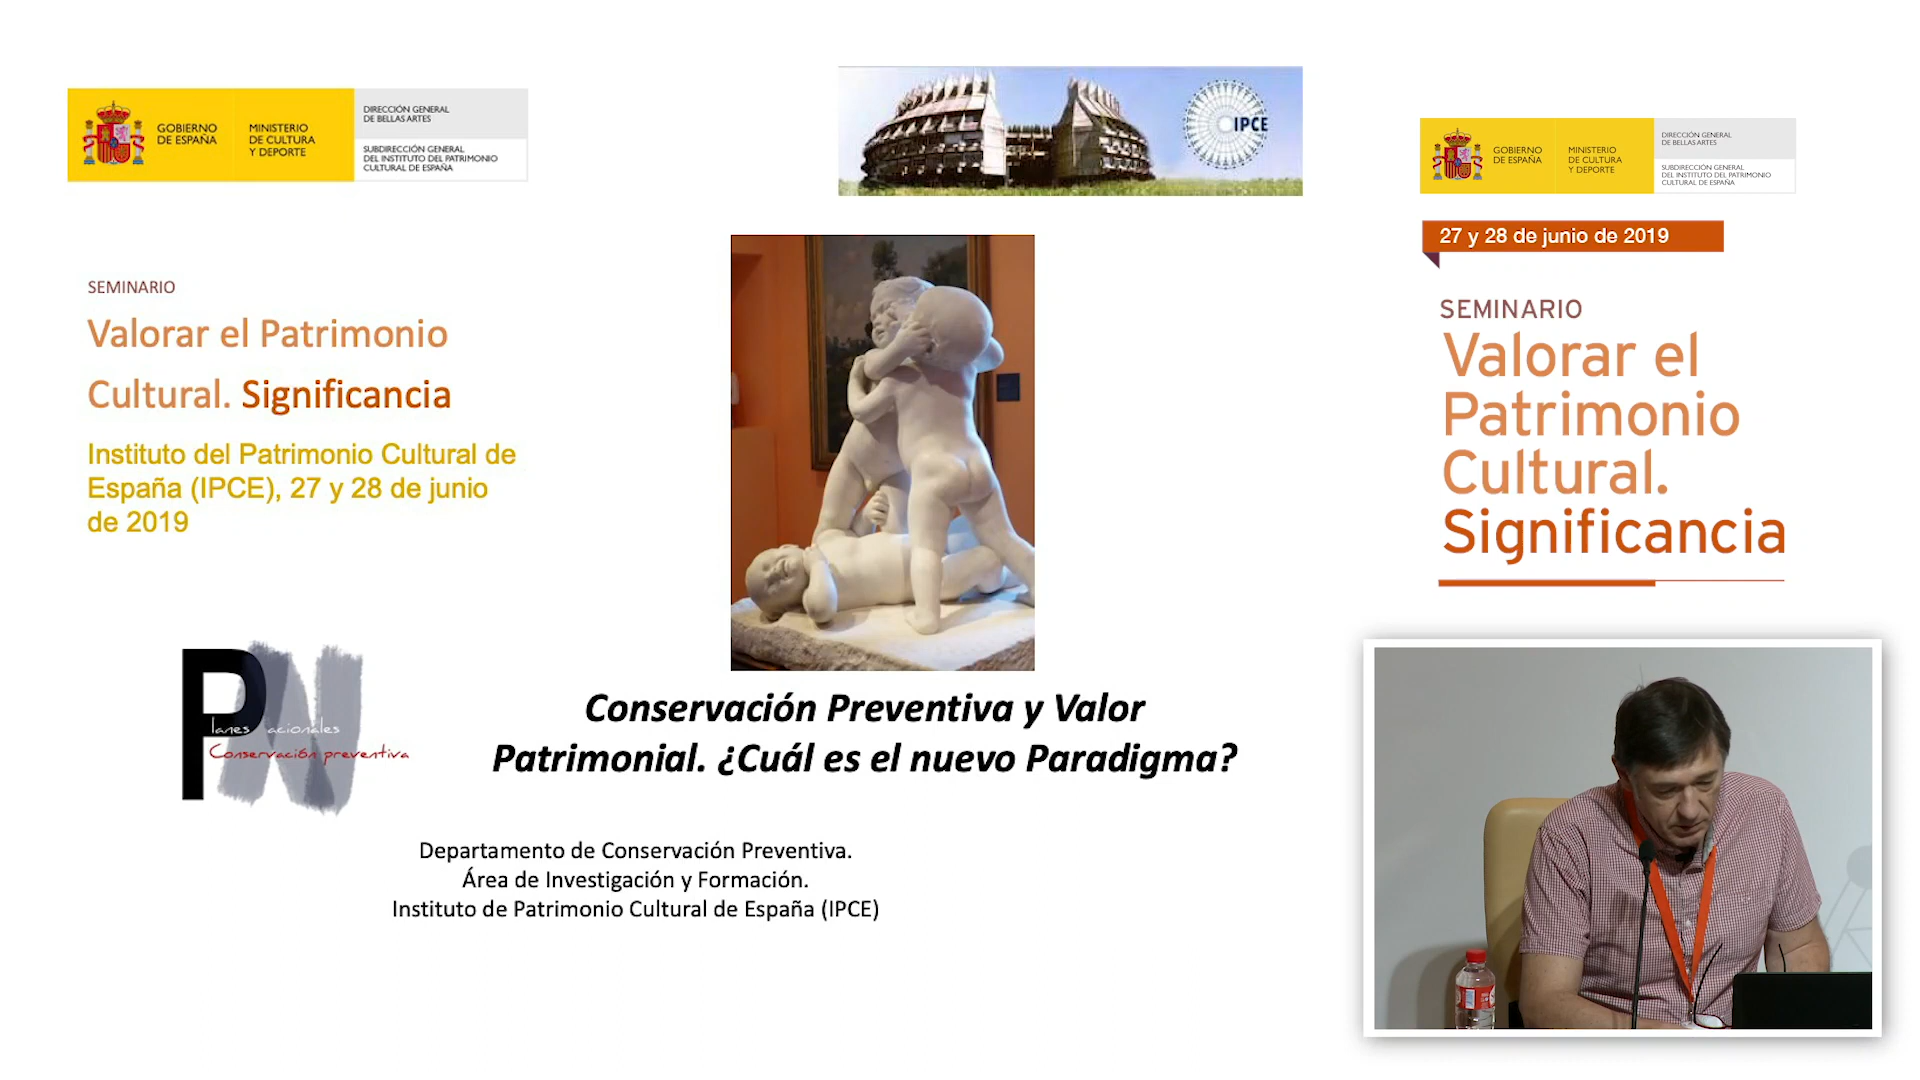 GOBIERNO
DE ESPAÑA
MINISTERIO
DE CULTURA
Y DEPORTE
DIRECCIÓN GENERAL
DE BELLAS ARTES
SUBDIRECCIÓN GENERAL
DEL INSTITUTO DEL PATRIMONIO
CULTURAL DE ESPAÑA
IPCE
SEMINARIO
Valorar el Patrimonio
Cultural. Significancia
Instituto del Patrimonio Cultural de
España (IPCE), 27 y 28 de junio
de 2019
PN
lanes acionales
Conservación preventiva
Conservación Preventiva y Valor
Patrimonial. ¿Cuál es el nuevo Paradigma?
Departamento de Conservación Preventiva.
Área de Investigación y Formación.
Instituto de Patrimonio Cultural de España (IPCE)
GOBIERNO
DE ESPAÑA
MINISTERIO
DE CULTURA
Y DEPORTE
DIRECCIÓN GENERAL
DE BELLAS ARTES
SUBDIRECCIÓN GENERAL
DEL INSTITUTO DEL PATRIMONIO
CULTURAL DE ESPAÑA
27 y 28 de junio de 2019
SEMINARIO
Valorar el
Patrimonio
Cultural.
Significancia